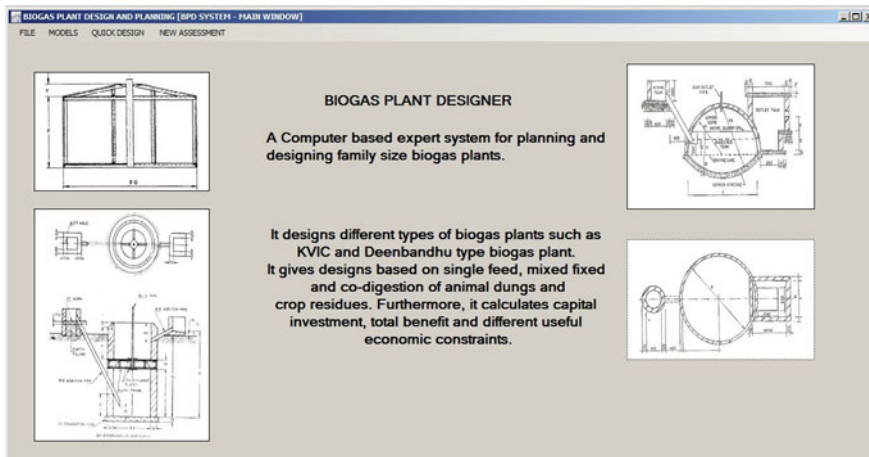 BIOGAS PLANT DESIGN AND PLANNING [BPD SYSTEM - MAIN WINDOW]
FILE MODELS QUICK DESIGN NEW ASSESSMENT
BIOGAS PLANT DESIGNER
A Computer based expert system for planning and
designing family size biogas plants.
It designs different types of biogas plants such as
KVIC and Deenbandhu type biogas plant.
It gives designs based on single feed, mixed fixed
and co-digestion of animal dungs and
crop residues. Furthermore, it calculates capital
investment, total benefit and different useful
economic constraints.
OUTLET TANK